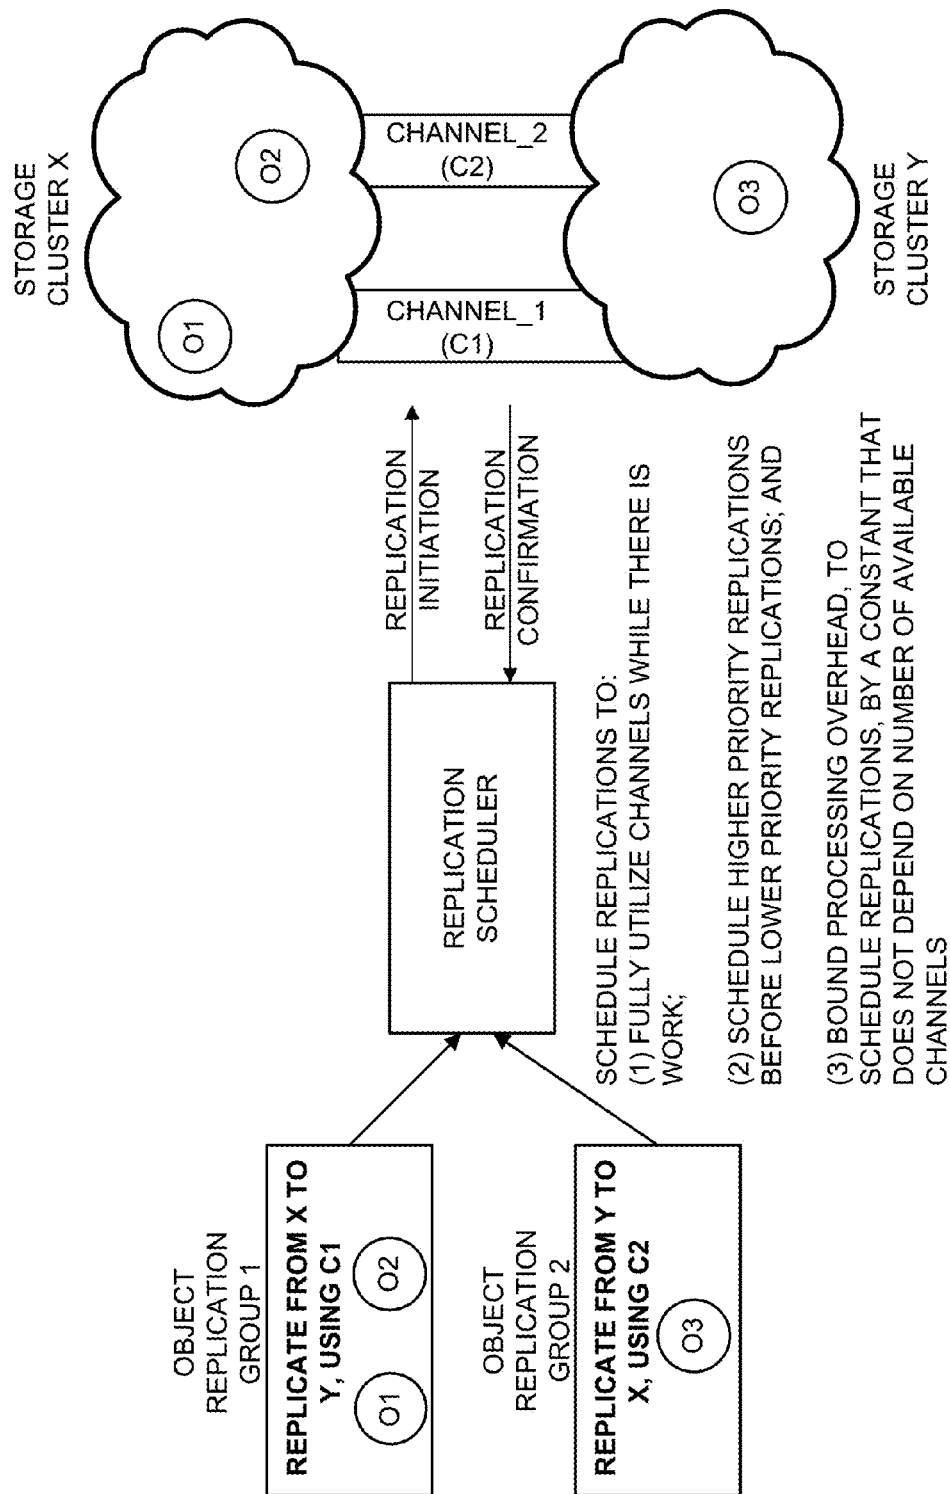 OBJECT
REPLICATION
GROUP 1
REPLICATE FROM X TO
Y, USING C1
O1
O2
OBJECT
REPLICATION
GROUP 2
REPLICATE FROM Y TO
X, USING C2
O3
REPLICATION
SCHEDULER
SCHEDULE REPLICATIONS TO:
(1) FULLY UTILIZE CHANNELS WHILE THERE IS
WORK;
(2) SCHEDULE HIGHER PRIORITY REPLICATIONS
BEFORE LOWER PRIORITY REPLICATIONS; AND
(3) BOUND PROCESSING OVERHEAD, TO
SCHEDULE REPLICATIONS, BY A CONSTANT THAT
DOES NOT DEPEND ON NUMBER OF AVAILABLE
CHANNELS
REPLICATION
INITIATION
REPLICATION
CONFIRMATION
STORAGE
CLUSTER X
O1
O2
CHANNEL_1
(C1)
CHANNEL_2
(C2)
O3
STORAGE
CLUSTER Y